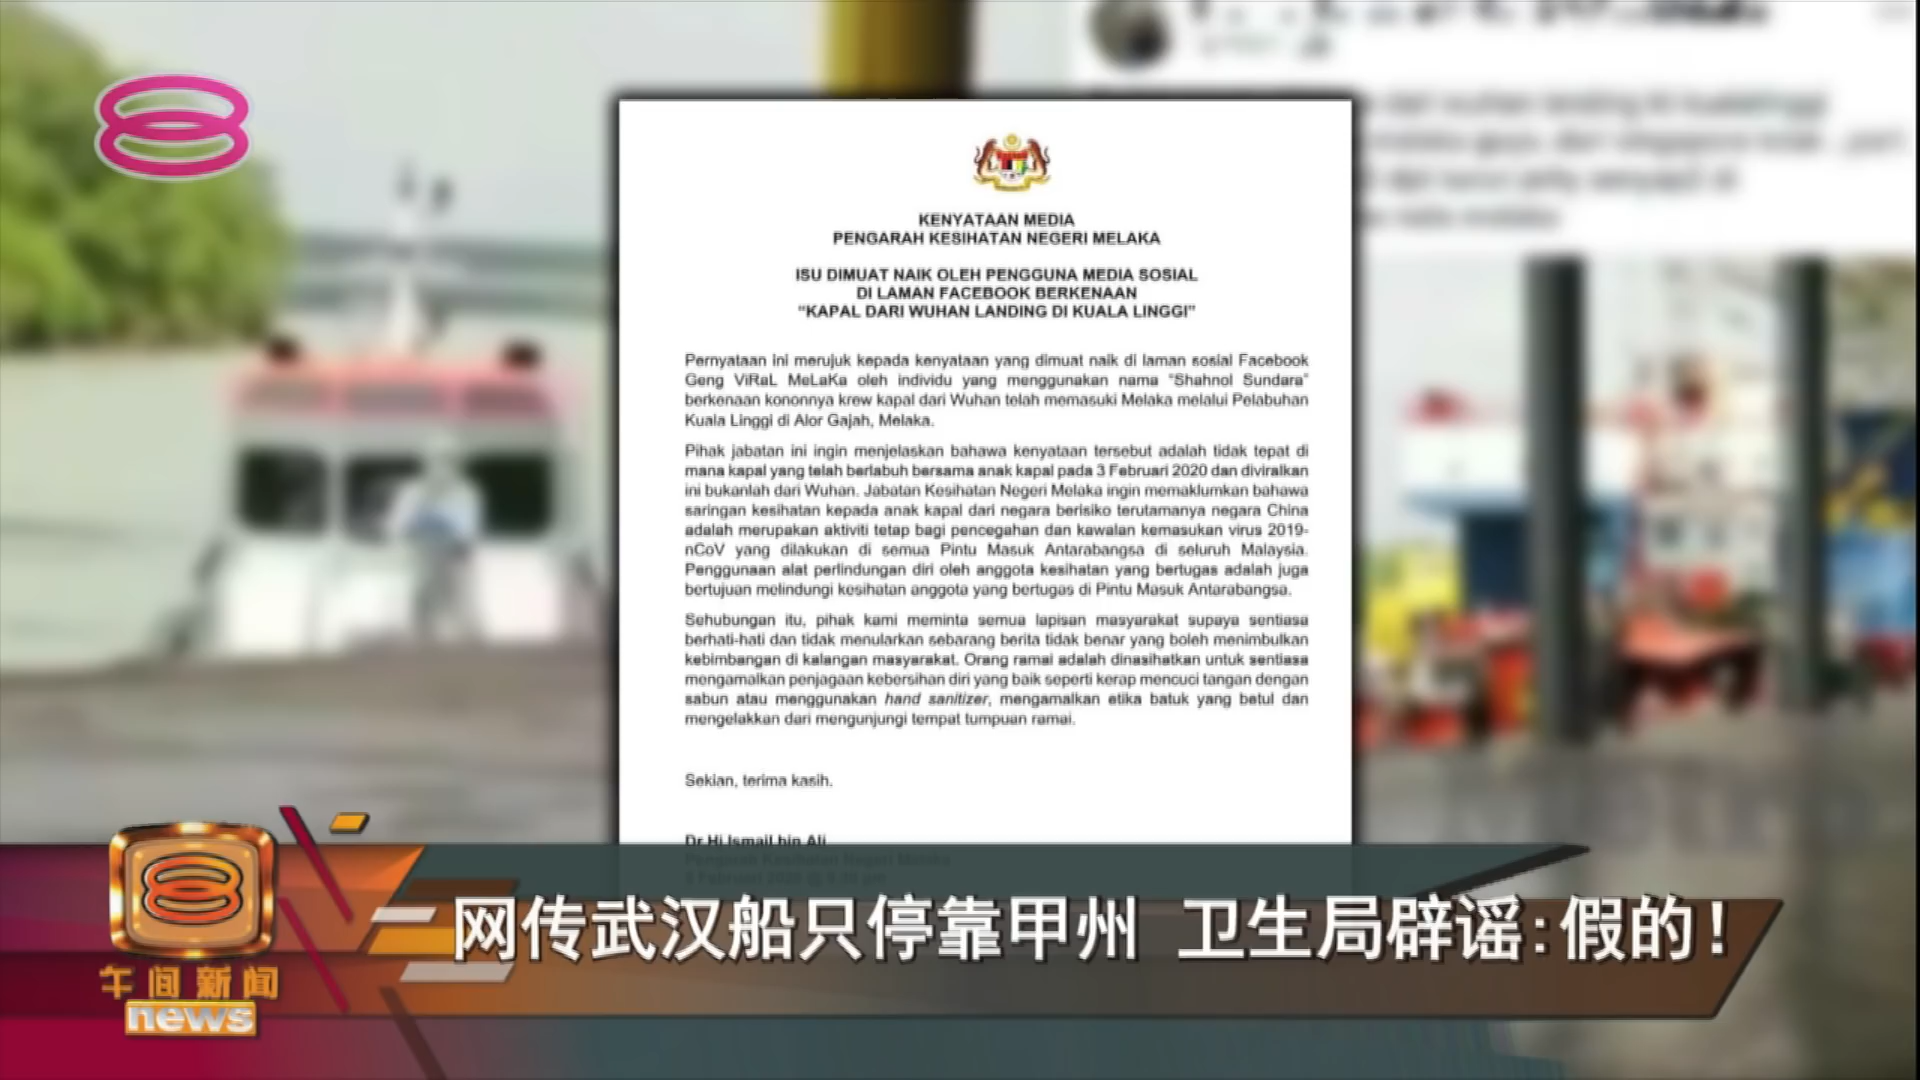 KENYATAAN MEDIA
PENGARAH KESIHATAN NEGERI MELAKA
ISU DIMUAT NAIK OLEH PENGGUNA MEDIA SOSIAL
DI LAMAN FACEBOOK BERKENAAN
“KAPAL DARI WUHAN LANDING DI KUALA LINGGI”
Pernyataan ini merujuk kepada kenyataan yang dimuat naik di laman sosial Facebook
Geng ViRaL MeLaKa oleh individu yang menggunakan nama “Shahnol Sundara”
berkenaan kononnya krew kapal dari Wuhan telah memasuki Melaka melalui Pelabuhan
Kuala Linggi di Alor Gajah, Melaka.
Pihak jabatan ini ingin menjelaskan bahawa kenyataan tersebut adalah tidak tepat di
mana kapal yang telah berlabuh bersama anak kapal pada 3 Februari 2020 dan diviralkan
ini bukanlah dari Wuhan. Jabatan Kesihatan Negeri Melaka ingin memaklumkan bahawa
saringan kesihatan kepada anak kapal dari negara berisiko terutamanya negara China
adalah merupakan aktiviti tetap bagi pencegahan dan kawalan kemasukan virus 2019-
nCoV yang dilakukan di semua Pintu Masuk Antarabangsa di seluruh Malaysia.
Penggunaan alat perlindungan diri oleh anggota kesihatan yang bertugas adalah juga
bertujuan melindungi kesihatan anggota yang bertugas di Pintu Masuk Antarabangsa.
Sehubungan itu, pihak kami meminta semua lapisan masyarakat supaya sentiasa
berhati-hati dan tidak menularkan sebarang berita tidak benar yang boleh menimbulkan
kebimbangan di kalangan masyarakat. Orang ramai adalah dinasihatkan untuk sentiasa
mengamalkan penjagaan kebersihan diri yang baik seperti kerap mencuci tangan dengan
sabun atau menggunakan hand sanitizer, mengamalkan etika batuk yang betul dan
mengelakkan dari mengunjungi tempat tumpuan ramai.
Sekian, terima kasih.
Dr Hj Ismail bin Ali
Pengarah Kesihatan Negeri Melaka
网传武汉船只停靠甲州 卫生局辟谣:假的!
午间新闻
news